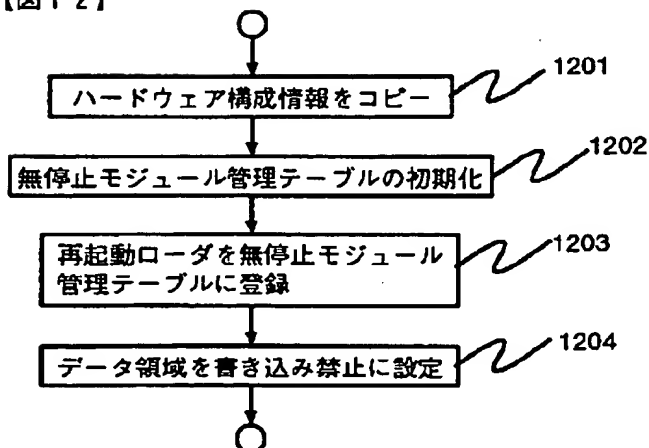 【図12】
1201
ハードウェア構成情報をコピー
1202
無停止モジュール管理テーブルの初期化
1203
再起動ローダを無停止モジュール
管理テーブルに登録
1204
データ領域を書き込み禁止に設定